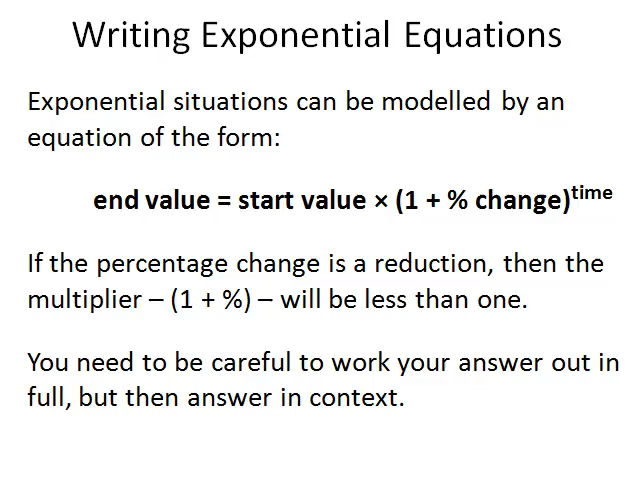 Writing Exponential Equations
Exponential situations can be modelled by an
equation of the form:
end value = start value × (1 + % change)^time
If the percentage change is a reduction, then the
multiplier – (1 + %) – will be less than one.
You need to be careful to work your answer out in
full, but then answer in context.